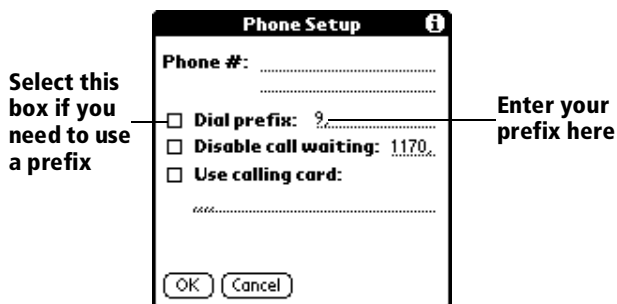 Phone Setup i
Phone #:
Select this
box if you
need to use
a prefix
Dial prefix: 9,
Disable call waiting: 1170,
Use calling card:
,,,,
OK Cancel
Enter your
prefix here